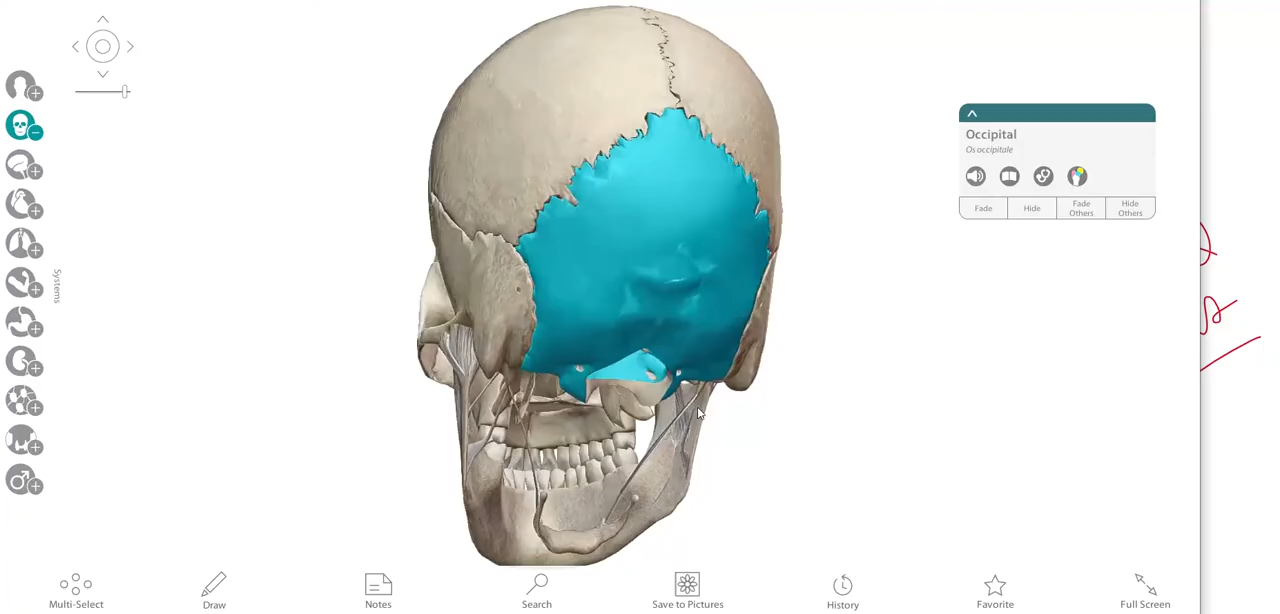 Occipital
Os occipitale
Fade
Hide
Fade Others
Hide Others
Systems
Multi-Select
Draw
Notes
Search
Save to Pictures
History
Favorite
Full Screen